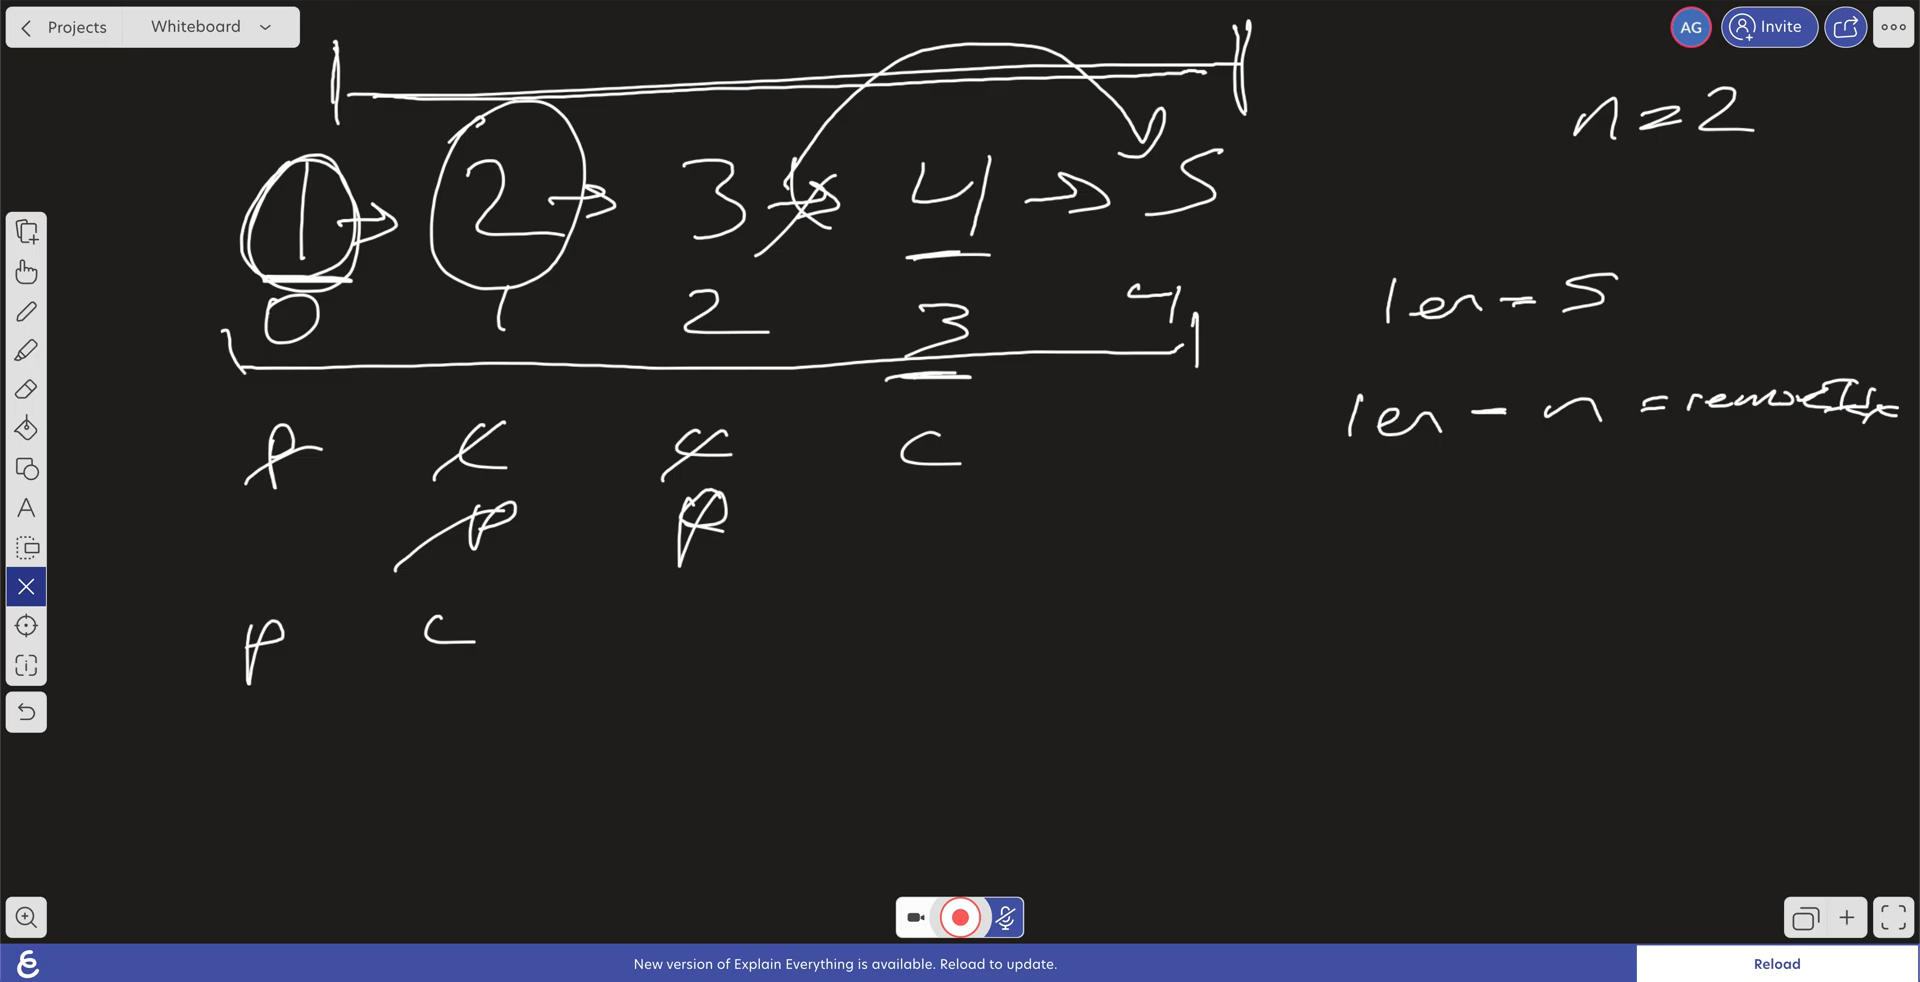 Projects Whiteboard AG Invite
n = 2
1 → 2 → 3 → 4 → 5
0 1 2 3 4
len = 5
len - n =
p c c c
p p
p c
A
New version of Explain Everything is available. Reload to update. Reload